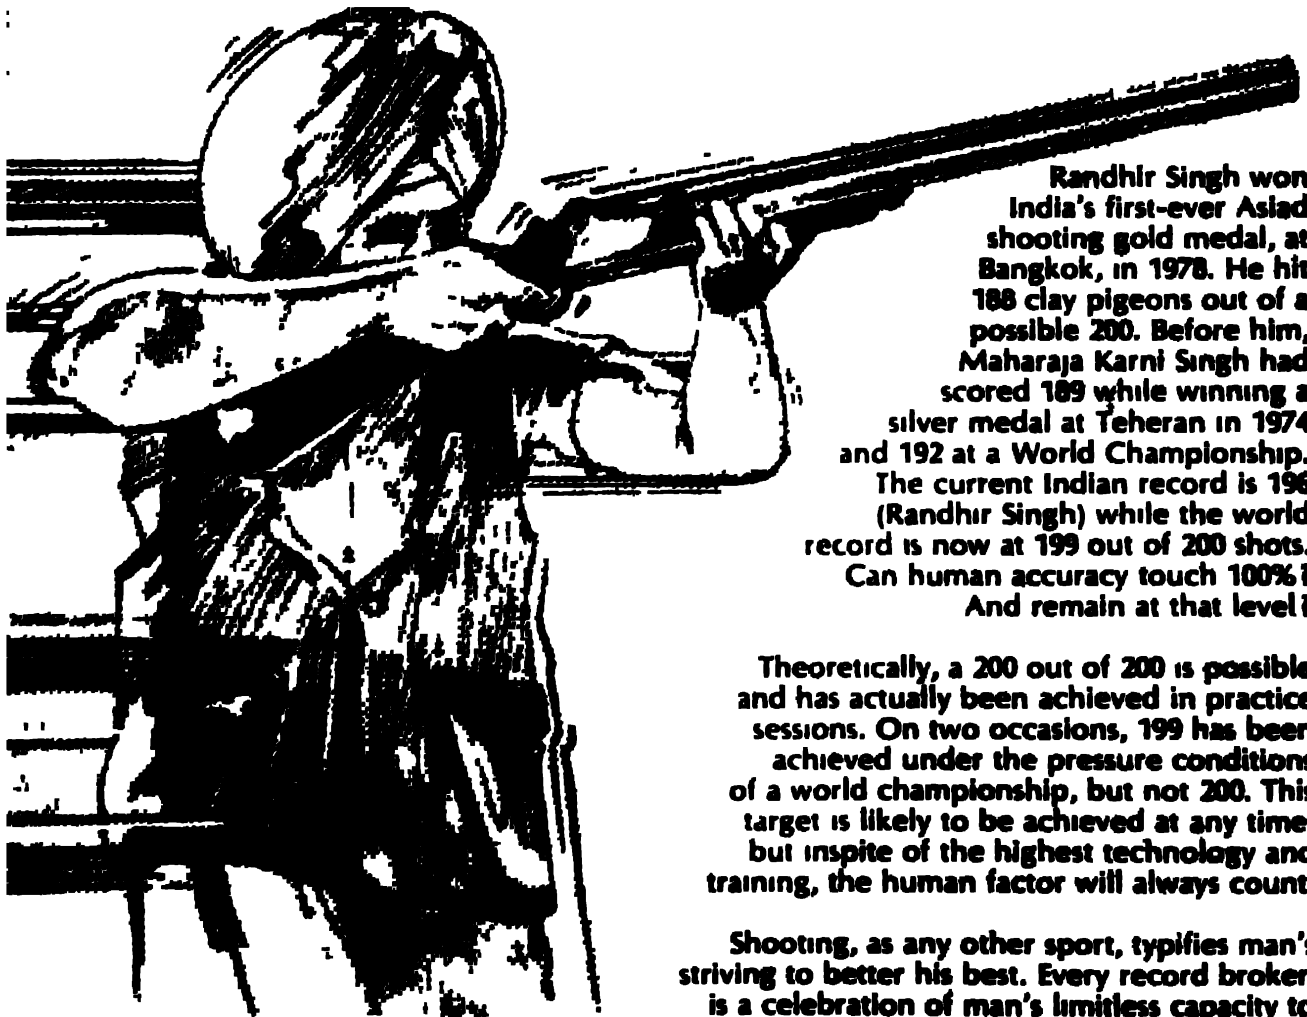 Randhir Singh won
India's first-ever Asiad
shooting gold medal, at
Bangkok, in 1978. He hit
188 clay pigeons out of a
possible 200. Before him,
Maharaja Karni Singh had
scored 189 while winning a
silver medal at Teheran in 1974
and 192 at a World Championship.
The current Indian record is 196
(Randhir Singh) while the world
record is now at 199 out of 200 shots.
Can human accuracy touch 100%?
And remain at that level?
Theoretically, a 200 out of 200 is possible
and has actually been achieved in practice
sessions. On two occasions, 199 has been
achieved under the pressure conditions
of a world championship, but not 200. This
target is likely to be achieved at any time
but inspite of the highest technology and
training, the human factor will always count
Shooting, as any other sport, typifies man's
striving to better his best. Every record broken
is a celebration of man's limitless capacity to